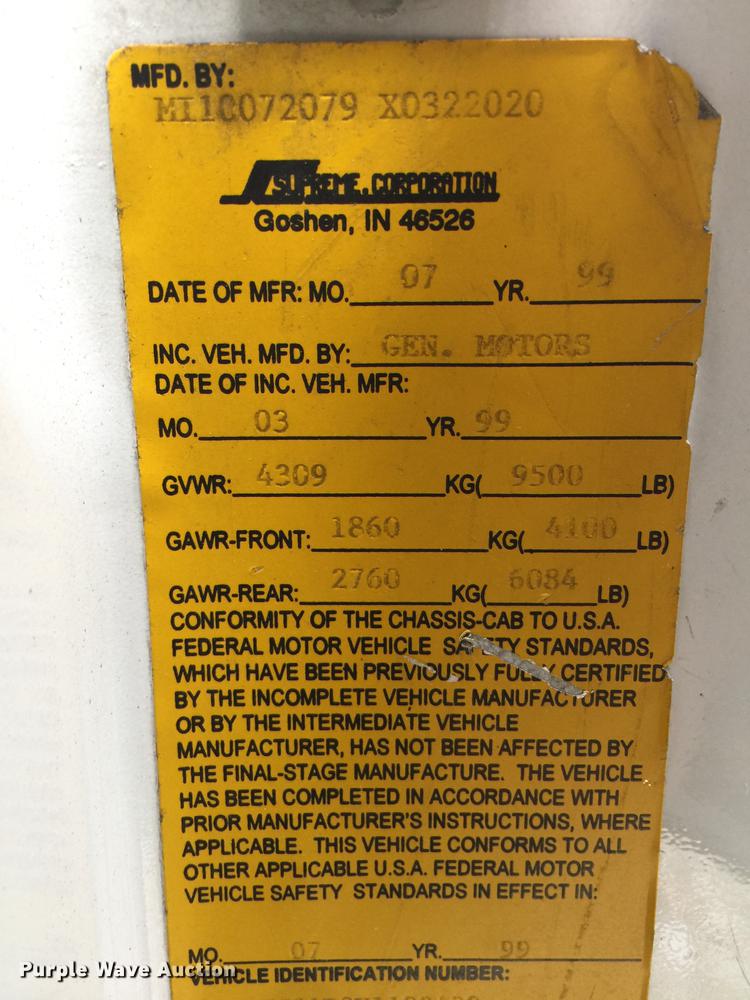 MFD. BY:
MI10072079 X0322020
SUPREME CORPORATION
Goshen, IN 46526
DATE OF MFR: MO. 07 YR. 99
INC. VEH. MFD. BY: GEN. MOTORS
DATE OF INC. VEH. MFR:
MO. 03 YR. 99
GVWR: 4309 KG( 9500 LB)
GAWR-FRONT: 1860 KG( 4100 LB)
GAWR-REAR: 2760 KG( 6084 LB)
CONFORMITY OF THE CHASSIS-CAB TO U.S.A.
FEDERAL MOTOR VEHICLE SAFETY STANDARDS,
WHICH HAVE BEEN PREVIOUSLY FULLY CERTIFIED
BY THE INCOMPLETE VEHICLE MANUFACTURER
OR BY THE INTERMEDIATE VEHICLE
MANUFACTURER, HAS NOT BEEN AFFECTED BY
THE FINAL-STAGE MANUFACTURE. THE VEHICLE
HAS BEEN COMPLETED IN ACCORDANCE WITH
PRIOR MANUFACTURER'S INSTRUCTIONS, WHERE
APPLICABLE. THIS VEHICLE CONFORMS TO ALL
OTHER APPLICABLE U.S.A. FEDERAL MOTOR
VEHICLE SAFETY STANDARDS IN EFFECT IN:
MO. 07 YR. 99
Purple Wave Auction
VEHICLE IDENTIFICATION NUMBER: